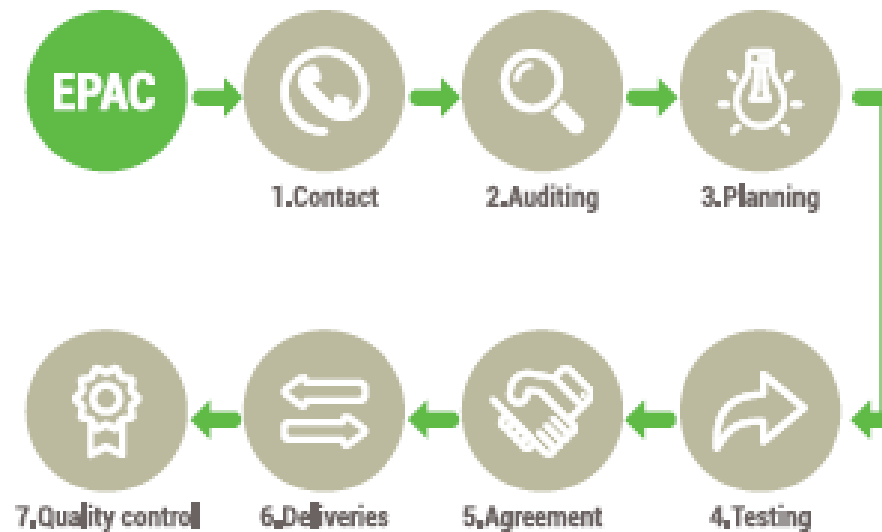 EPAC
1.Contact
2.Auditing
3.Planning
4.Testing
5.Agreement
6.Deliveries
7.Quality control